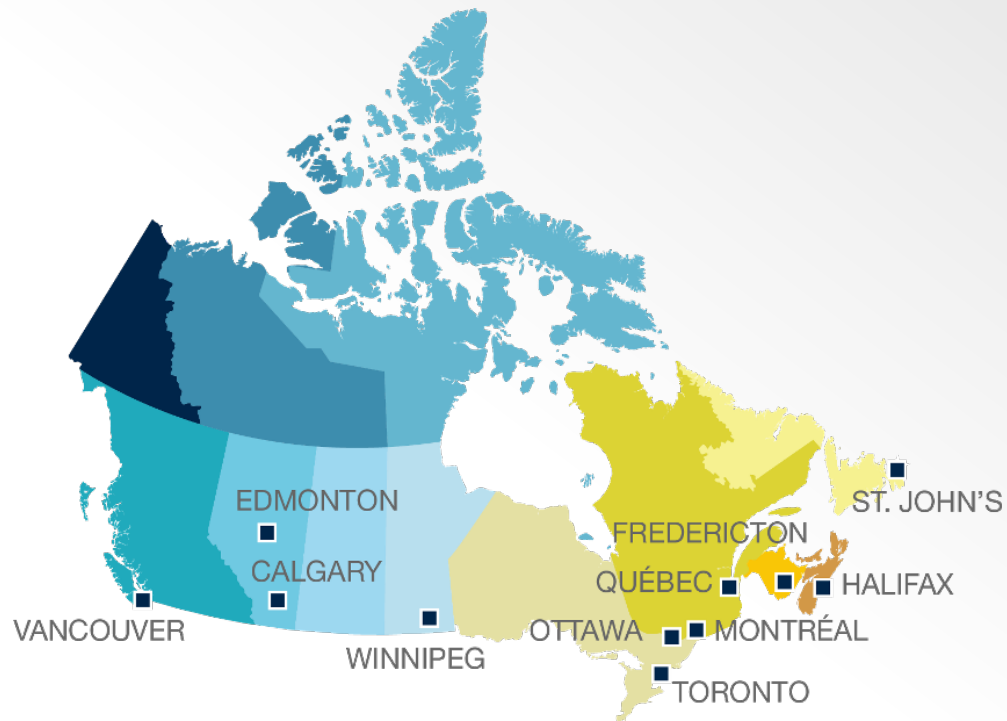 EDMONTON
ST. JOHN'S
FREDERICTON
CALGARY
QUÉBEC
HALIFAX
VANCOUVER
OTTAWA
MONTRÉAL
WINNIPEG
TORONTO